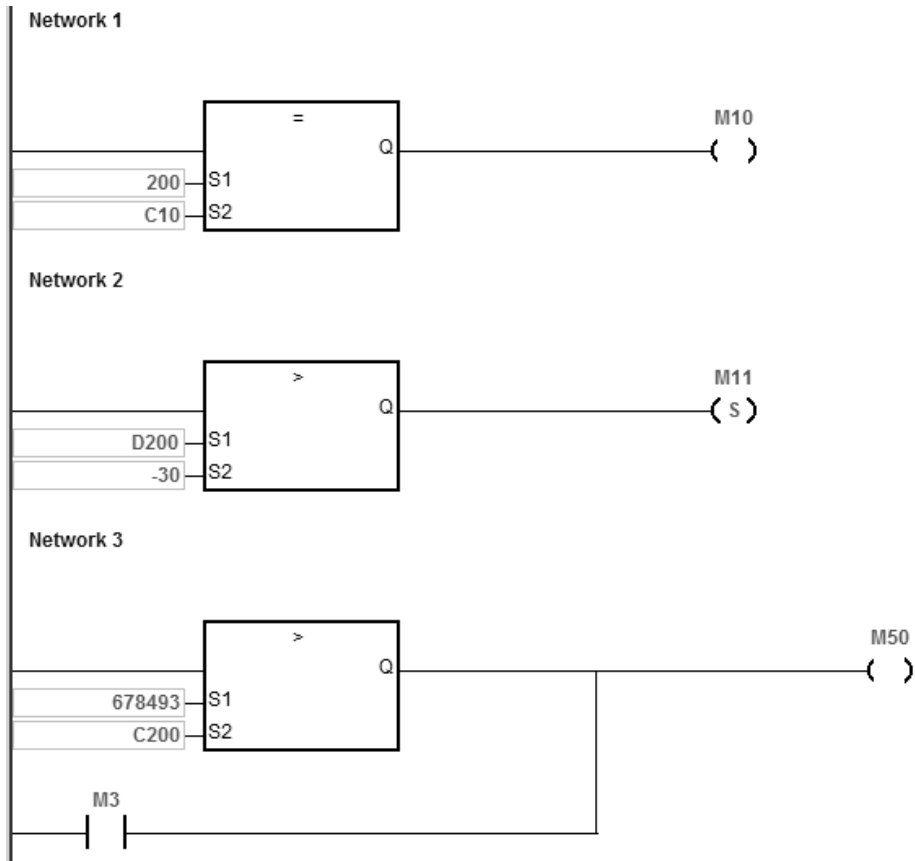 Network 1
=
M10
Q
( )
200 S1
C10 S2
Network 2
>
M11
Q
( S )
D200 S1
-30 S2
Network 3
>
M50
Q
( )
678493 S1
C200 S2
M3